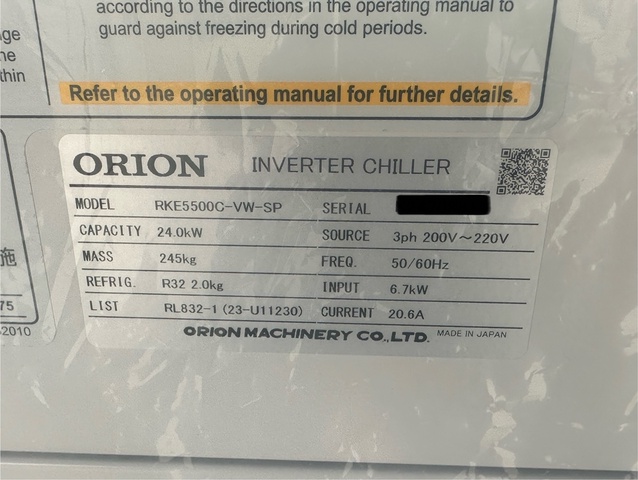 according to the directions in the operating manual to
guard against freezing during cold periods.
Refer to the operating manual for further details.
ORION INVERTER CHILLER
MODEL RKE5500C-VW-SP SERIAL
CAPACITY 24.0kW SOURCE 3ph 200V～220V
MASS 245kg FREQ. 50/60Hz
REFRIG. R32 2.0kg INPUT 6.7kW
LIST RL832-1 (23-U11230) CURRENT 20.6A
ORION MACHINERY CO.,LTD. MADE IN JAPAN
施
75
2010